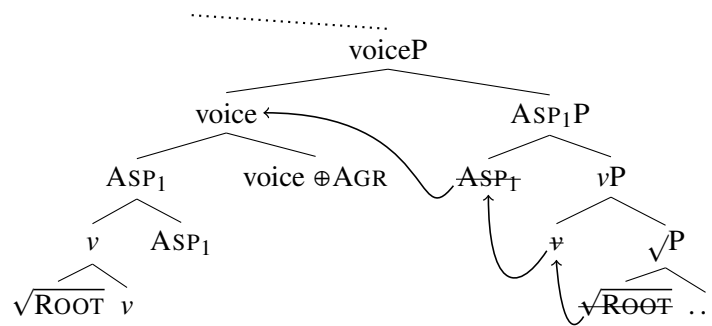 voiceP
voice ASP₁P
ASP₁ voice ⊕AGR ASP₁ vP
v ASP₁ v √P
√ROOT v √ROOT ..